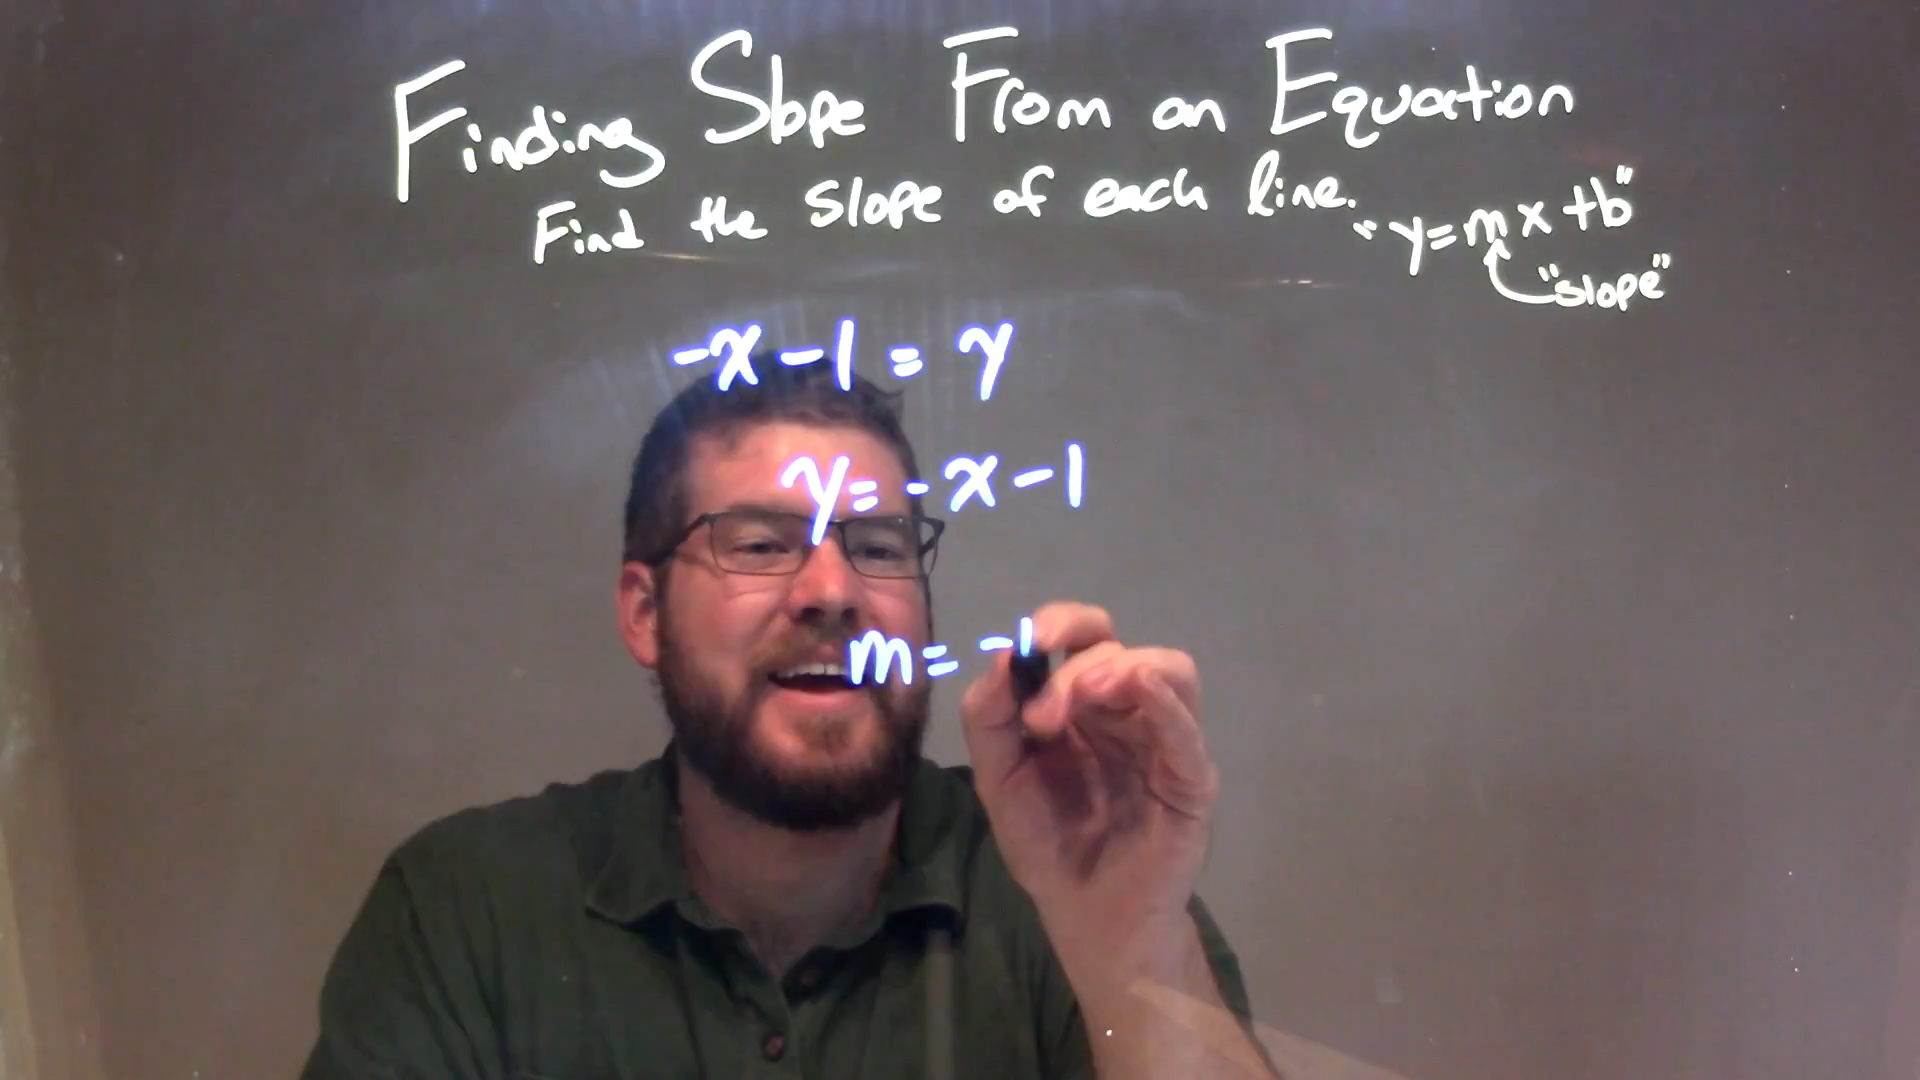 Finding Slope From an Equation
Find the slope of each line.
"y=mx+b"
"slope"
-x-1=y
y=-x-1
m=-1